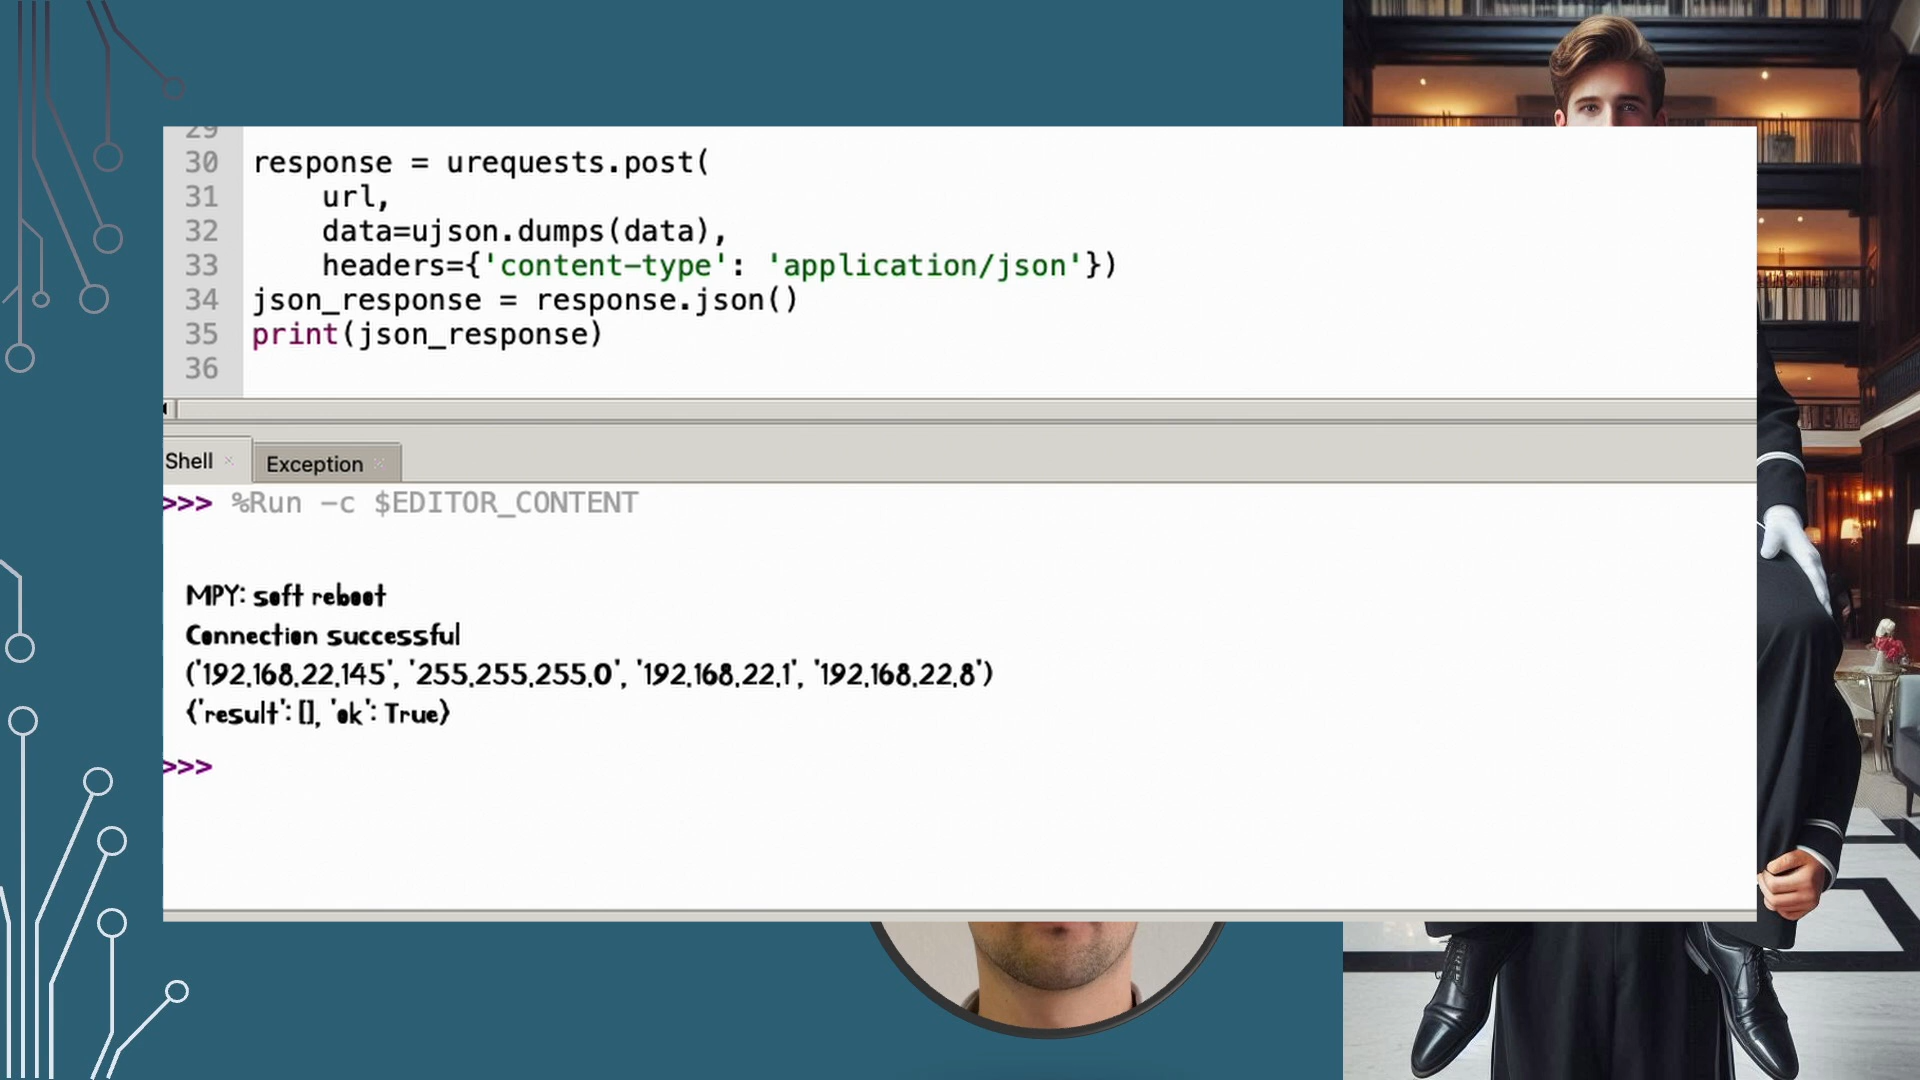 29
30 response = urequests.post(
31 url,
32 data=ujson.dumps(data),
33 headers={'content-type': 'application/json'})
34 json_response = response.json()
35 print(json_response)
36
Shell × Exception ×
>>> %Run -c $EDITOR_CONTENT
MPY: soft reboot
Connection successful
('192.168.22.145', '255.255.255.0', '192.168.22.1', '192.168.22.8')
{'result': [], 'ok': True}
>>>